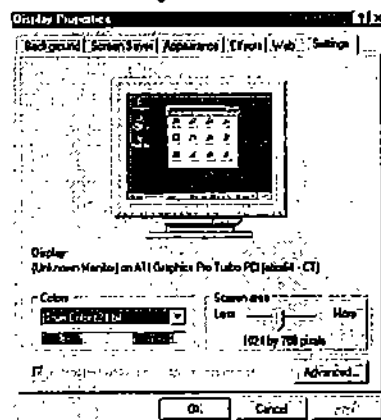 Display Properties
Background Screen Saver Appearance Effects Web Settings
Display:
(Unknown Monitor) on ATI Graphics Pro Turbo PCI (atim64 - CT)
Colors
Screen area
Less More
1024 by 768 pixels
Advanced...
OK Cancel